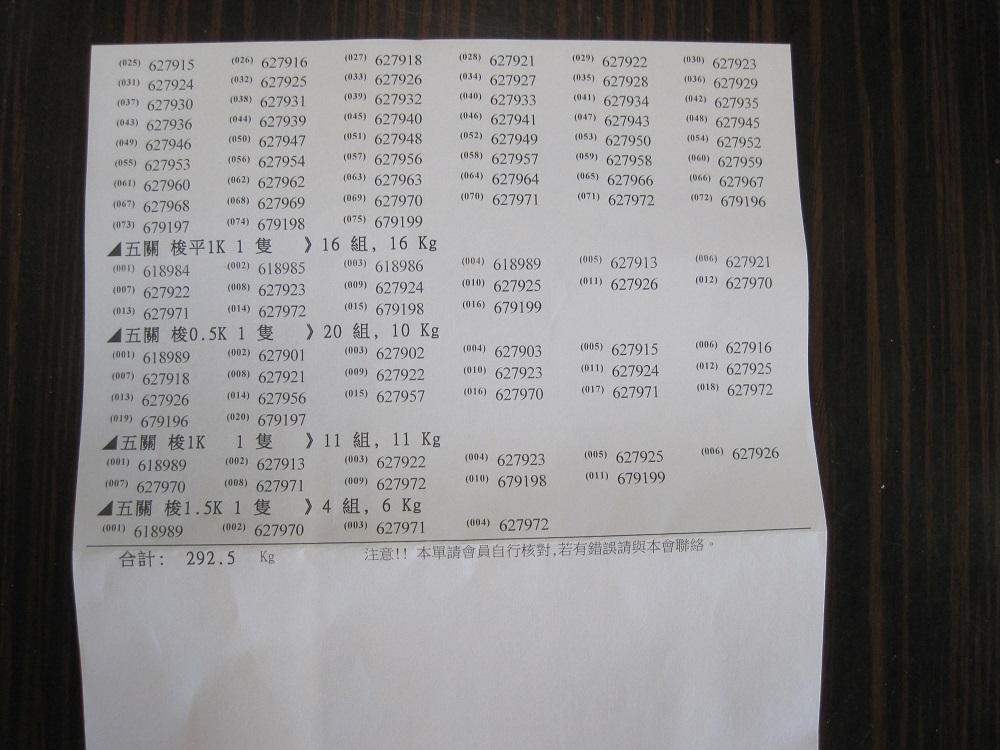 (025) 627915 (026) 627916 (027) 627918 (028) 627921 (029) 627922 (030) 627923
(031) 627924 (032) 627925 (033) 627926 (034) 627927 (035) 627928 (036) 627929
(037) 627930 (038) 627931 (039) 627932 (040) 627933 (041) 627934 (042) 627935
(043) 627936 (044) 627939 (045) 627940 (046) 627941 (047) 627943 (048) 627945
(049) 627946 (050) 627947 (051) 627948 (052) 627949 (053) 627950 (054) 627952
(055) 627953 (056) 627954 (057) 627956 (058) 627957 (059) 627958 (060) 627959
(061) 627960 (062) 627962 (063) 627963 (064) 627964 (065) 627966 (066) 627967
(067) 627968 (068) 627969 (069) 627970 (070) 627971 (071) 627972 (072) 679196
(073) 679197 (074) 679198 (075) 679199
◢五關 梭平1K 1 隻 》16 組, 16 Kg
(001) 618984 (002) 618985 (003) 618986 (004) 618989 (005) 627913 (006) 627921
(007) 627922 (008) 627923 (009) 627924 (010) 627925 (011) 627926 (012) 627970
(013) 627971 (014) 627972 (015) 679198 (016) 679199
◢五關 梭0.5K 1 隻 》20 組, 10 Kg
(001) 618989 (002) 627901 (003) 627902 (004) 627903 (005) 627915 (006) 627916
(007) 627918 (008) 627921 (009) 627922 (010) 627923 (011) 627924 (012) 627925
(013) 627926 (014) 627956 (015) 627957 (016) 627970 (017) 627971 (018) 627972
(019) 679196 (020) 679197
◢五關 梭1K 1 隻 》11 組, 11 Kg
(001) 618989 (002) 627913 (003) 627922 (004) 627923 (005) 627925 (006) 627926
(007) 627970 (008) 627971 (009) 627972 (010) 679198 (011) 679199
◢五關 梭1.5K 1 隻 》4 組, 6 Kg
(001) 618989 (002) 627970 (003) 627971 (004) 627972
合計: 292.5 Kg 注意!! 本單請會員自行核對,若有錯誤請與本會聯絡。